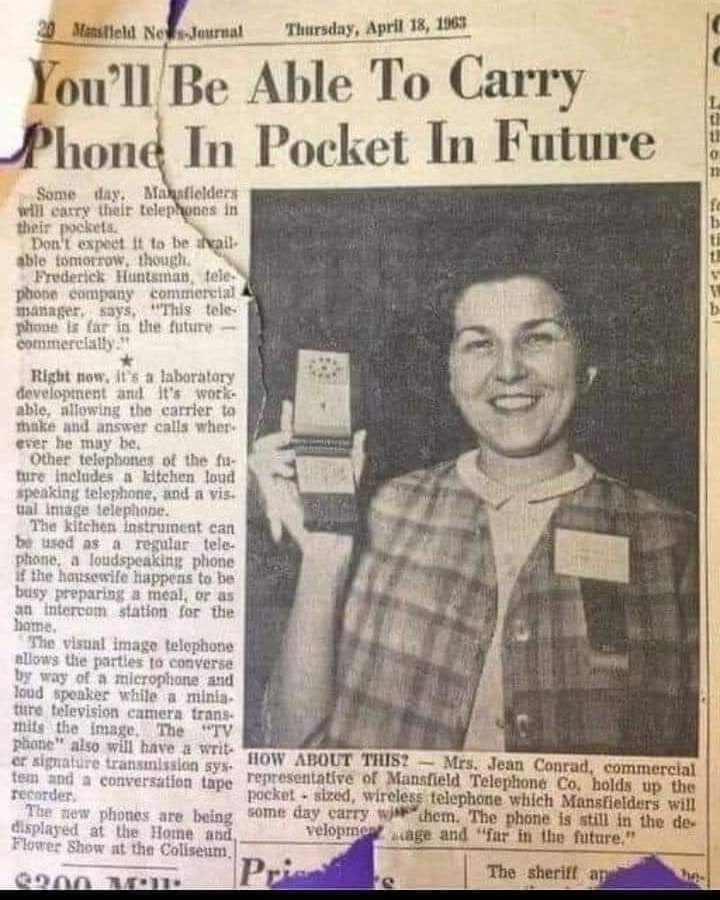 20 Mansfield News-Journal Thursday, April 18, 1963
You'll Be Able To Carry
Phone In Pocket In Future
Some day, Mansfielders
will carry their telephones in
their pockets.
Don't expect it to be avail-
able tomorrow, though.
Frederick Huntsman, tele-
phone company commercial
manager, says, "This tele-
phone is far in the future —
commercially."
★
Right now, it's a laboratory
development and it's work-
able, allowing the carrier to
make and answer calls wher-
ever he may be.
Other telephones of the fu-
ture includes a kitchen loud
speaking telephone, and a vis-
ual image telephone.
The kitchen instrument can
be used as a regular tele-
phone, a loudspeaking phone
if the housewife happens to be
busy preparing a meal, or as
an intercom station for the
home.
The visual image telephone
allows the parties to converse
by way of a microphone and
loud speaker while a minia-
ture television camera trans-
mits the image. The "TV
phone" also will have a writ-
er signature transmission sys-
tem and a conversation tape
recorder.
The new phones are being
displayed at the Home and
Flower Show at the Coliseum.
HOW ABOUT THIS? — Mrs. Jean Conrad, commercial
representative of Mansfield Telephone Co. holds up the
pocket - sized, wireless telephone which Mansfielders will
some day carry with them. The phone is still in the de-
velopment stage and "far in the future."
$200
The sheriff